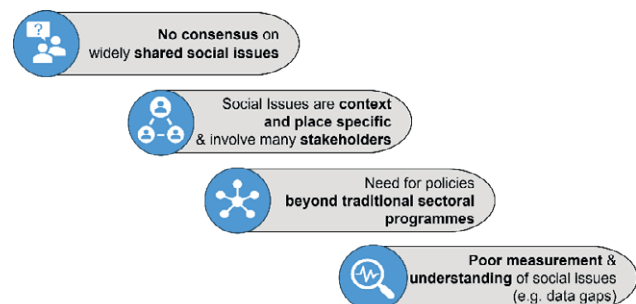 ?
No consensus on
widely shared social issues
Social Issues are context
and place specific
& involve many stakeholders
Need for policies
beyond traditional sectoral
programmes
Poor measurement &
understanding of social Issues
(e.g. data gaps)